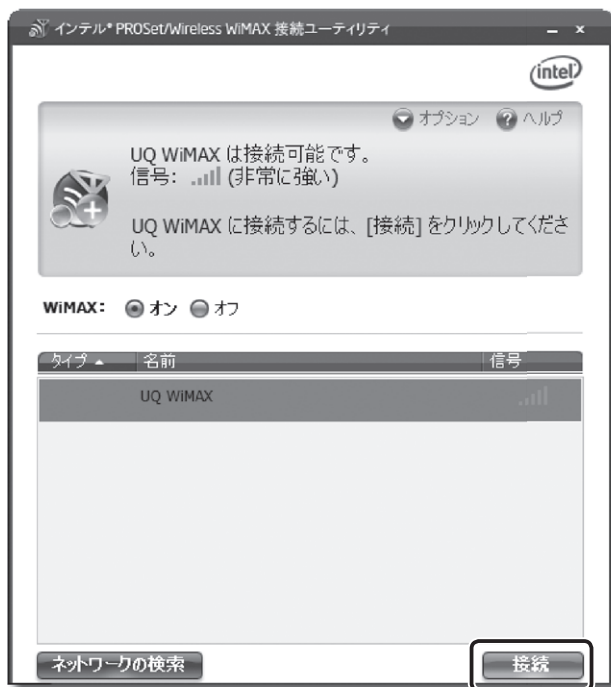 インテル® PROSet/Wireless WiMAX 接続ユーティリティ
intel
オプション ヘルプ
UQ WiMAX は接続可能です。
信号: (非常に強い)
UQ WiMAX に接続するには、[接続] をクリックしてくださ
い。
WiMAX: オン オフ
タイプ 名前 信号
UQ WiMAX
ネットワークの検索 接続